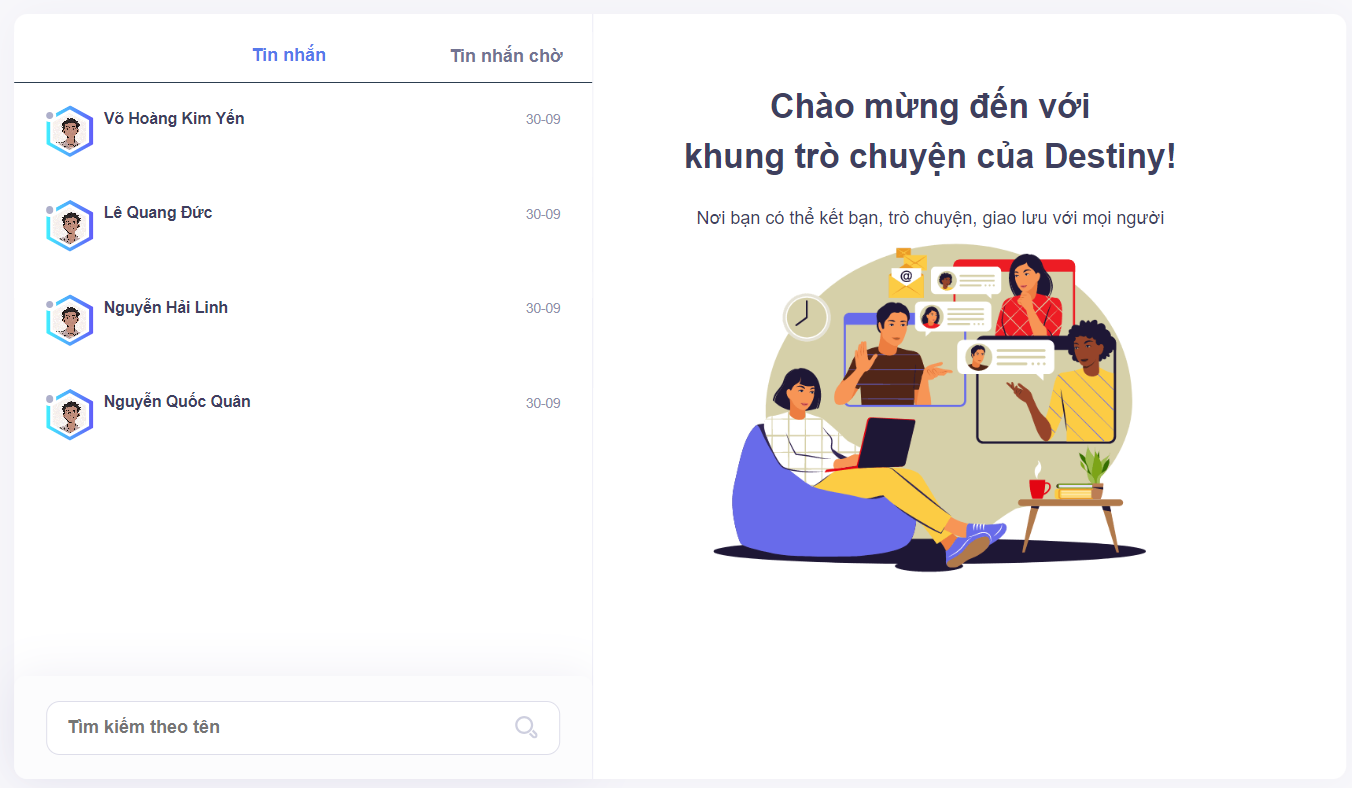 Tin nhắn
Tin nhắn chờ
Võ Hoàng Kim Yến
30-09
Lê Quang Đức
30-09
Nguyễn Hải Linh
30-09
Nguyễn Quốc Quân
30-09
Tìm kiếm theo tên
Chào mừng đến với
khung trò chuyện của Destiny!
Nơi bạn có thể kết bạn, trò chuyện, giao lưu với mọi người
@